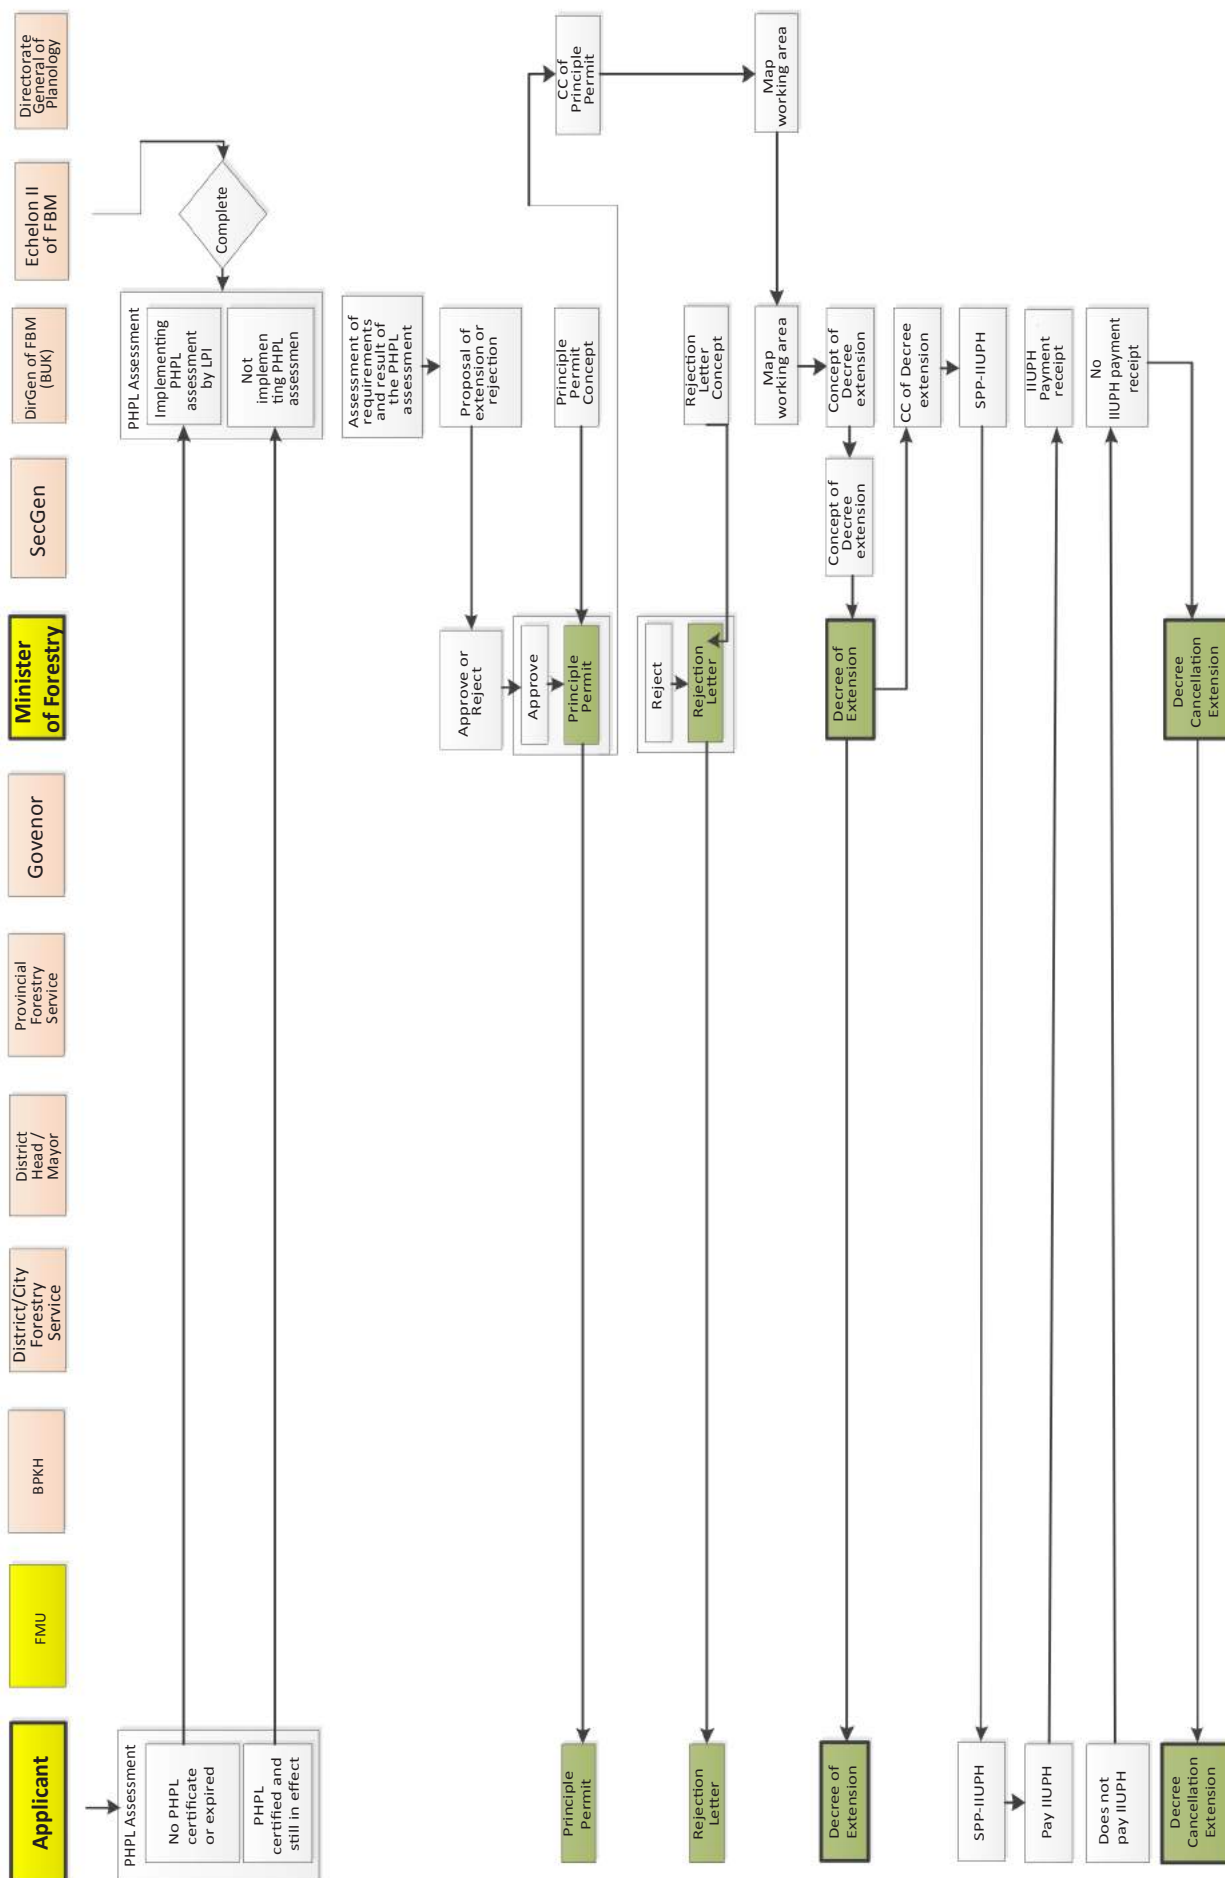 Applicant
FMU
BPKH
District/City
Forestry
Service
District
Head /
Mayor
Provincial
Forestry
Service
Govenor
Minister
of Forestry
SecGen
DirGen of FBM
(BUK)
Echelon II
of FBM
Directorate
General of
Planology
PHPL Assessment
No PHPL
certificate
or expired
PHPL
certified and
still in effect
PHPL Assessment
Implementing
PHPL
assessment
by LPI
Not
implemen
ting PHPL
assessmen
Complete
Assessment of
requirements
and result of
the PHPL
assessment
Approve or
Reject
Proposal of
extension or
rejection
Approve
Principle
Permit
Principle
Permit
Principle
Permit
Concept
CC of
Principle
Permit
Reject
Rejection
Letter
Rejection
Letter
Rejection
Letter
Concept
Map
working area
Map
working area
Decree of
Extension
Decree of
Extension
Concept of
Decree
extension
Concept of
Decree
extension
CC of Decree
extension
SPP-IIUPH
SPP-IIUPH
Pay IIUPH
IIUPH
Payment
receipt
Does not
pay IIUPH
No
IIUPH payment
receipt
Decree
Cancellation
Extension
Decree
Cancellation
Extension